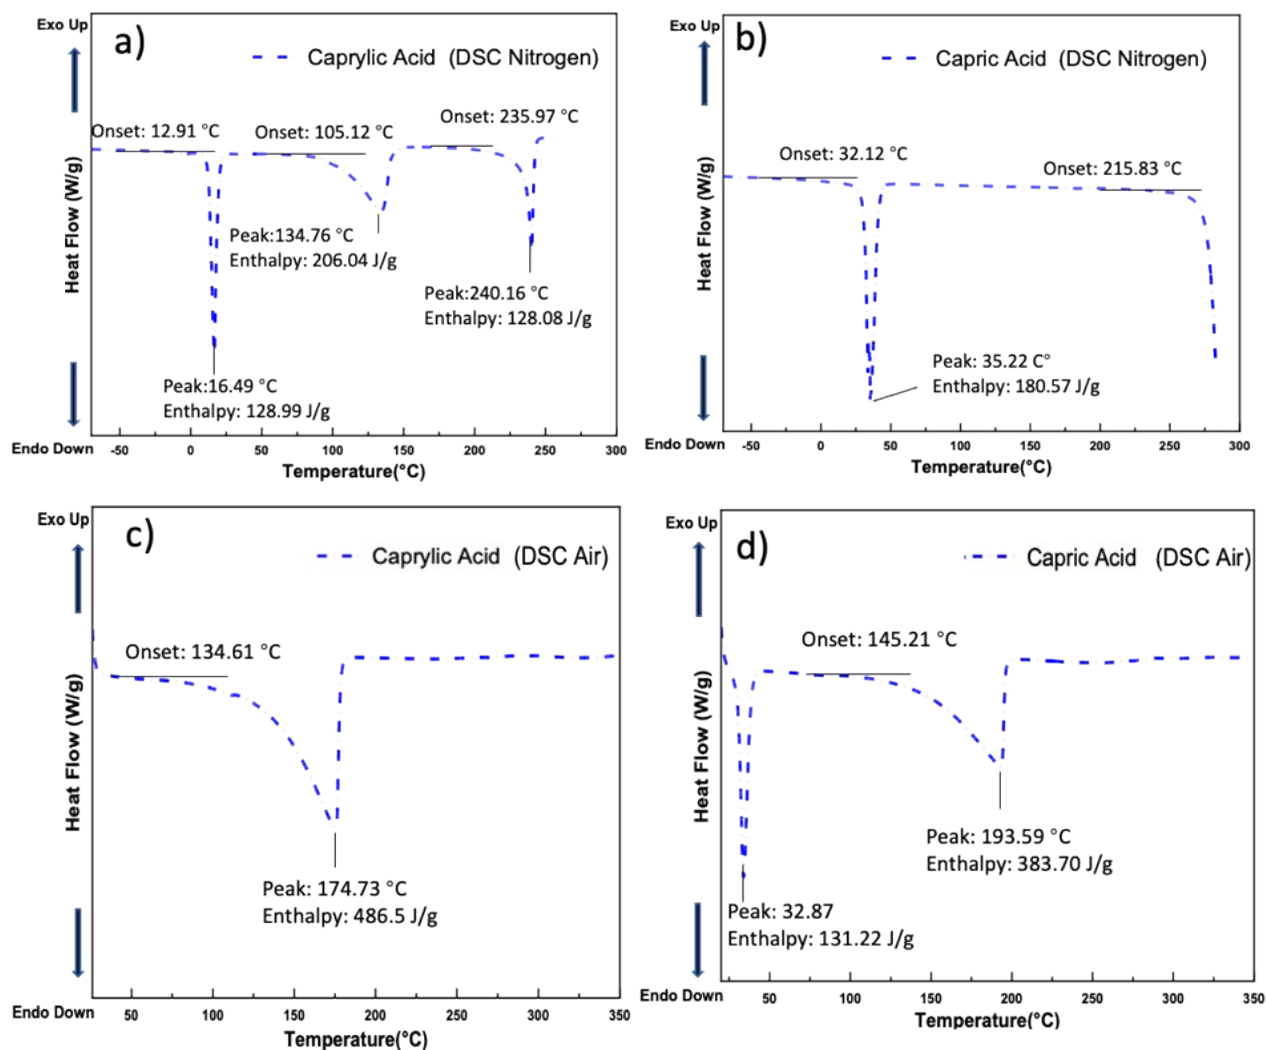 Exo Up
a)
Caprylic Acid (DSC Nitrogen)
Onset: 12.91 °C
Onset: 105.12 °C
Onset: 235.97 °C
Heat Flow (W/g)
Peak:134.76 °C
Enthalpy: 206.04 J/g
Peak:240.16 °C
Enthalpy: 128.08 J/g
Peak:16.49 °C
Enthalpy: 128.99 J/g
Endo Down
-50 0 50 100 150 200 250 300
Temperature(°C)
Exo Up
b)
Capric Acid (DSC Nitrogen)
Onset: 32.12 °C
Onset: 215.83 °C
Heat Flow (W/g)
Peak: 35.22 C°
Enthalpy: 180.57 J/g
Endo Down
-50 0 50 100 150 200 250 300
Temperature(°C)
Exo Up
c)
Caprylic Acid (DSC Air)
Onset: 134.61 °C
Heat Flow (W/g)
Peak: 174.73 °C
Enthalpy: 486.5 J/g
Endo Down
50 100 150 200 250 300 350
Temperature(°C)
Exo Up
d)
Capric Acid (DSC Air)
Onset: 145.21 °C
Heat Flow (W/g)
Peak: 193.59 °C
Enthalpy: 383.70 J/g
Peak: 32.87
Enthalpy: 131.22 J/g
Endo Down
50 100 150 200 250 300 350
Temperature(°C)